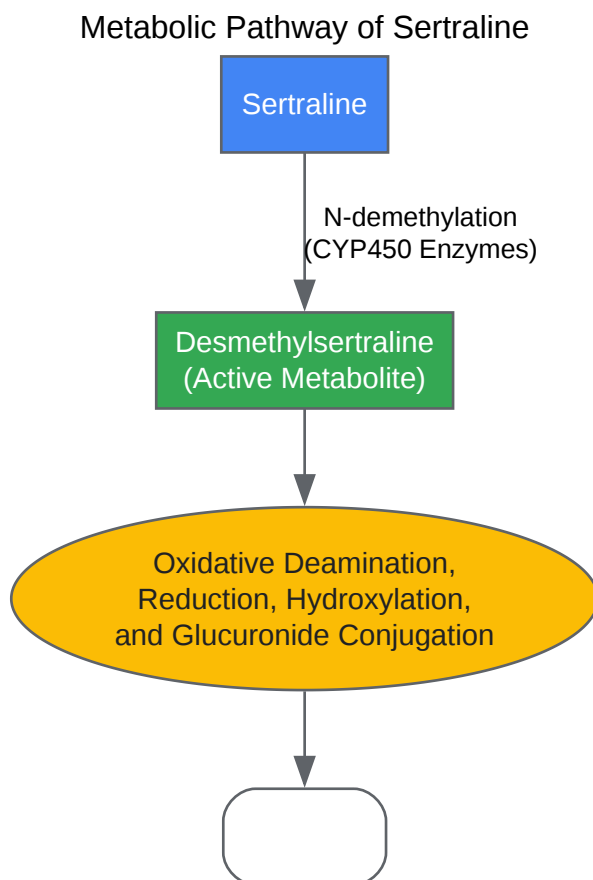 Metabolic Pathway of Sertraline
Sertraline
N-demethylation
(CYP450 Enzymes)
Desmethylsertraline
(Active Metabolite)
Oxidative Deamination,
Reduction, Hydroxylation,
and Glucuronide Conjugation